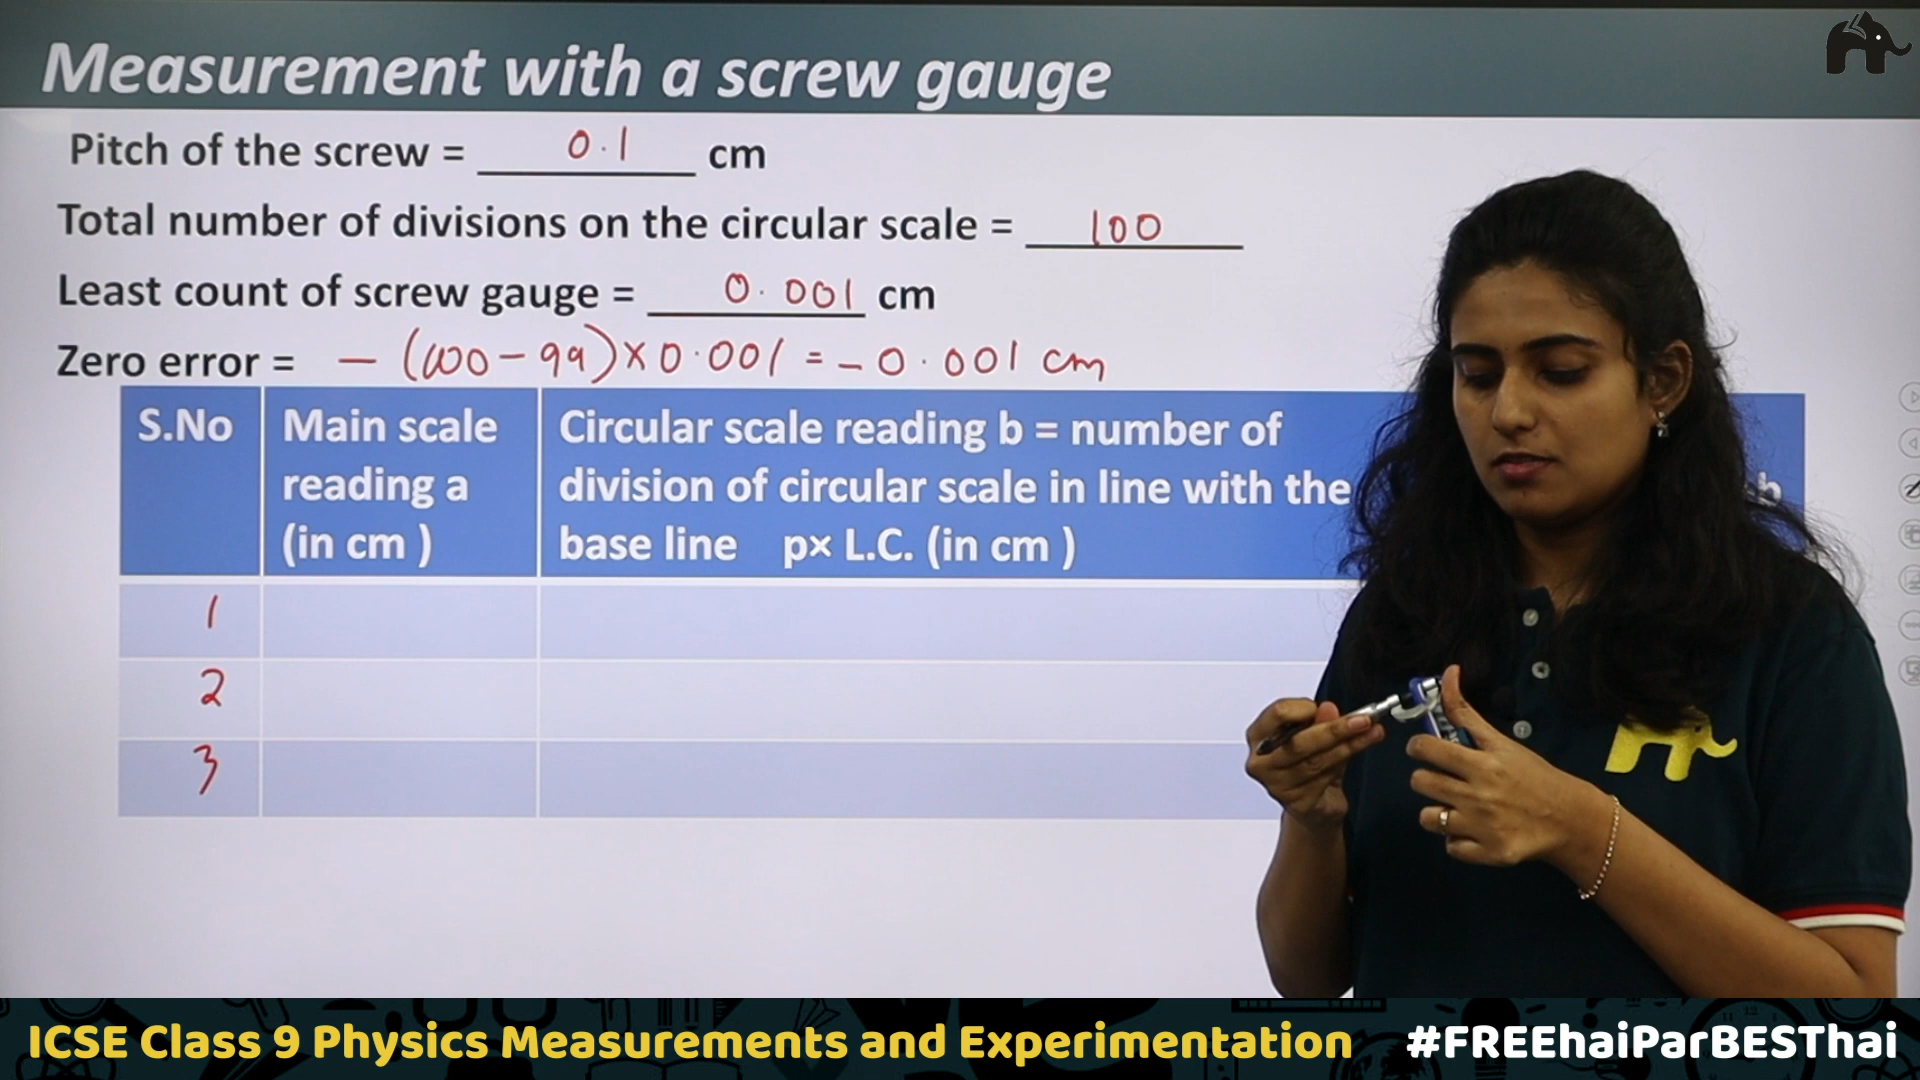 Measurement with a screw gauge
Pitch of the screw = 0.1 cm
Total number of divisions on the circular scale = 100
Least count of screw gauge = 0.001 cm
Zero error = - (100 - 99) × 0.001 = - 0.001 cm
S.No
Main scale
reading a
(in cm )
Circular scale reading b = number of
division of circular scale in line with the
base line p× L.C. (in cm )
b
1
2
3
ICSE Class 9 Physics Measurements and Experimentation #FREEhaiParBESThai